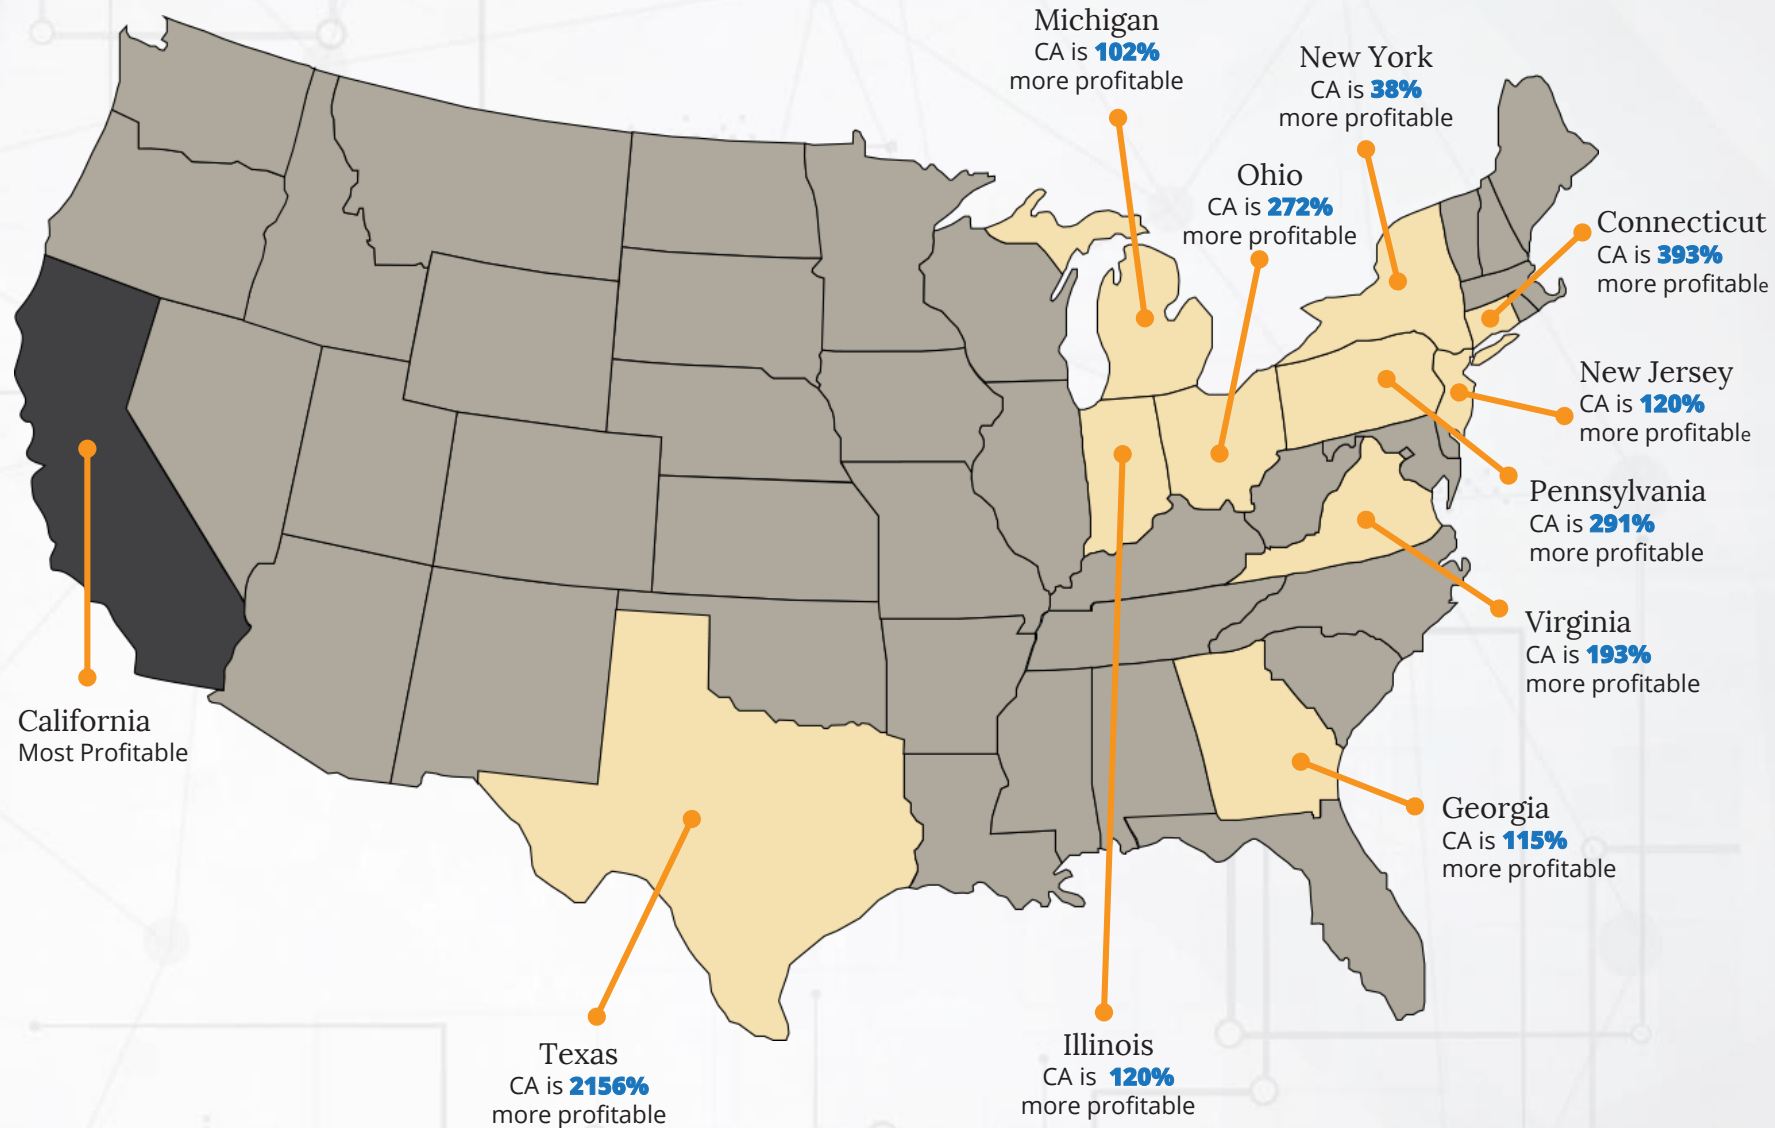 Michigan
CA is 102%
more profitable
New York
CA is 38%
more profitable
Ohio
CA is 272%
more profitable
Connecticut
CA is 393%
more profitable
New Jersey
CA is 120%
more profitable
Pennsylvania
CA is 291%
more profitable
Virginia
CA is 193%
more profitable
California
Most Profitable
Georgia
CA is 115%
more profitable
Texas
CA is 2156%
more profitable
Illinois
CA is 120%
more profitable